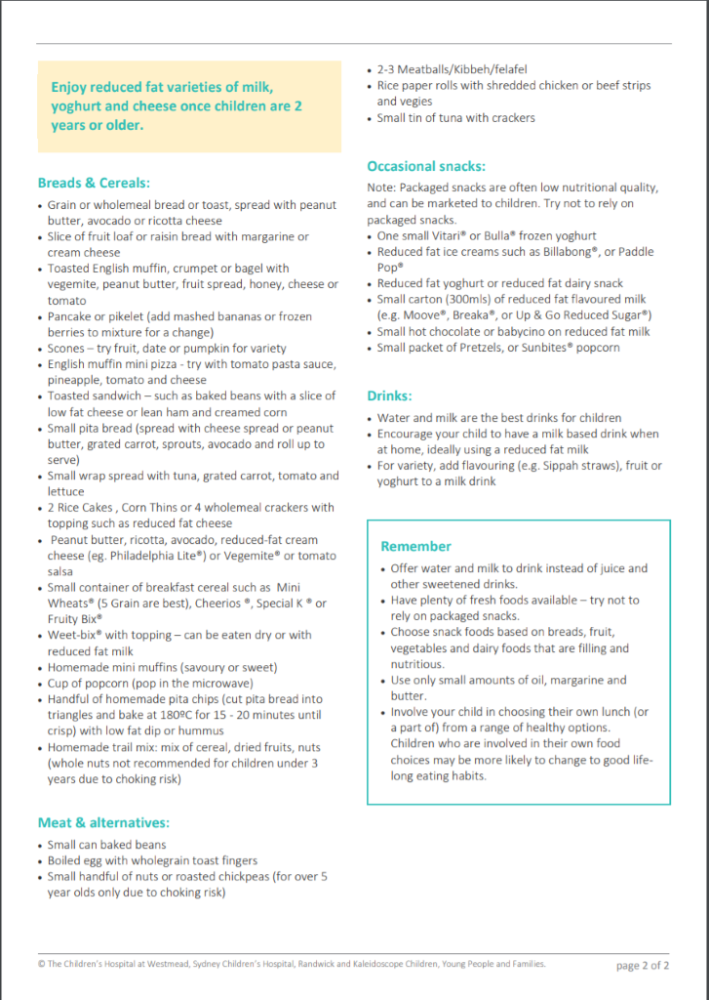 Enjoy reduced fat varieties of milk,
yoghurt and cheese once children are 2
years or older.
Breads & Cereals:
• Grain or wholemeal bread or toast, spread with peanut
butter, avocado or ricotta cheese
• Slice of fruit loaf or raisin bread with margarine or
cream cheese
• Toasted English muffin, crumpet or bagel with
vegemite, peanut butter, fruit spread, honey, cheese or
tomato
• Pancake or pikelet (add mashed bananas or frozen
berries to mixture for a change)
• Scones – try fruit, date or pumpkin for variety
• English muffin mini pizza - try with tomato pasta sauce,
pineapple, tomato and cheese
• Toasted sandwich – such as baked beans with a slice of
low fat cheese or lean ham and creamed corn
• Small pita bread (spread with cheese spread or peanut
butter, grated carrot, sprouts, avocado and roll up to
serve)
• Small wrap spread with tuna, grated carrot, tomato and
lettuce
• 2 Rice Cakes , Corn Thins or 4 wholemeal crackers with
topping such as reduced fat cheese
• Peanut butter, ricotta, avocado, reduced-fat cream
cheese (eg. Philadelphia Lite®) or Vegemite® or tomato
salsa
• Small container of breakfast cereal such as Mini
Wheats® (5 Grain are best), Cheerios ®, Special K ® or
Fruity Bix®
• Weet-bix® with topping – can be eaten dry or with
reduced fat milk
• Homemade mini muffins (savoury or sweet)
• Cup of popcorn (pop in the microwave)
• Handful of homemade pita chips (cut pita bread into
triangles and bake at 180ºC for 15 - 20 minutes until
crisp) with low fat dip or hummus
• Homemade trail mix: mix of cereal, dried fruits, nuts
(whole nuts not recommended for children under 3
years due to choking risk)
Meat & alternatives:
• Small can baked beans
• Boiled egg with wholegrain toast fingers
• Small handful of nuts or roasted chickpeas (for over 5
year olds only due to choking risk)
• 2-3 Meatballs/Kibbeh/felafel
• Rice paper rolls with shredded chicken or beef strips
and vegies
• Small tin of tuna with crackers
Occasional snacks:
Note: Packaged snacks are often low nutritional quality,
and can be marketed to children. Try not to rely on
packaged snacks.
• One small Vitari® or Bulla® frozen yoghurt
• Reduced fat ice creams such as Billabong®, or Paddle
Pop®
• Reduced fat yoghurt or reduced fat dairy snack
• Small carton (300mls) of reduced fat flavoured milk
(e.g. Moove®, Breaka®, or Up & Go Reduced Sugar®)
• Small hot chocolate or babycino on reduced fat milk
• Small packet of Pretzels, or Sunbites® popcorn
Drinks:
• Water and milk are the best drinks for children
• Encourage your child to have a milk based drink when
at home, ideally using a reduced fat milk
• For variety, add flavouring (e.g. Sippah straws), fruit or
yoghurt to a milk drink
Remember
• Offer water and milk to drink instead of juice and
other sweetened drinks.
• Have plenty of fresh foods available – try not to
rely on packaged snacks.
• Choose snack foods based on breads, fruit,
vegetables and dairy foods that are filling and
nutritious.
• Use only small amounts of oil, margarine and
butter.
• Involve your child in choosing their own lunch (or
a part of) from a range of healthy options.
Children who are involved in their own food
choices may be more likely to change to good life-
long eating habits.
© The Children's Hospital at Westmead, Sydney Children's Hospital, Randwick and Kaleidoscope Children, Young People and Families.
page 2 of 2